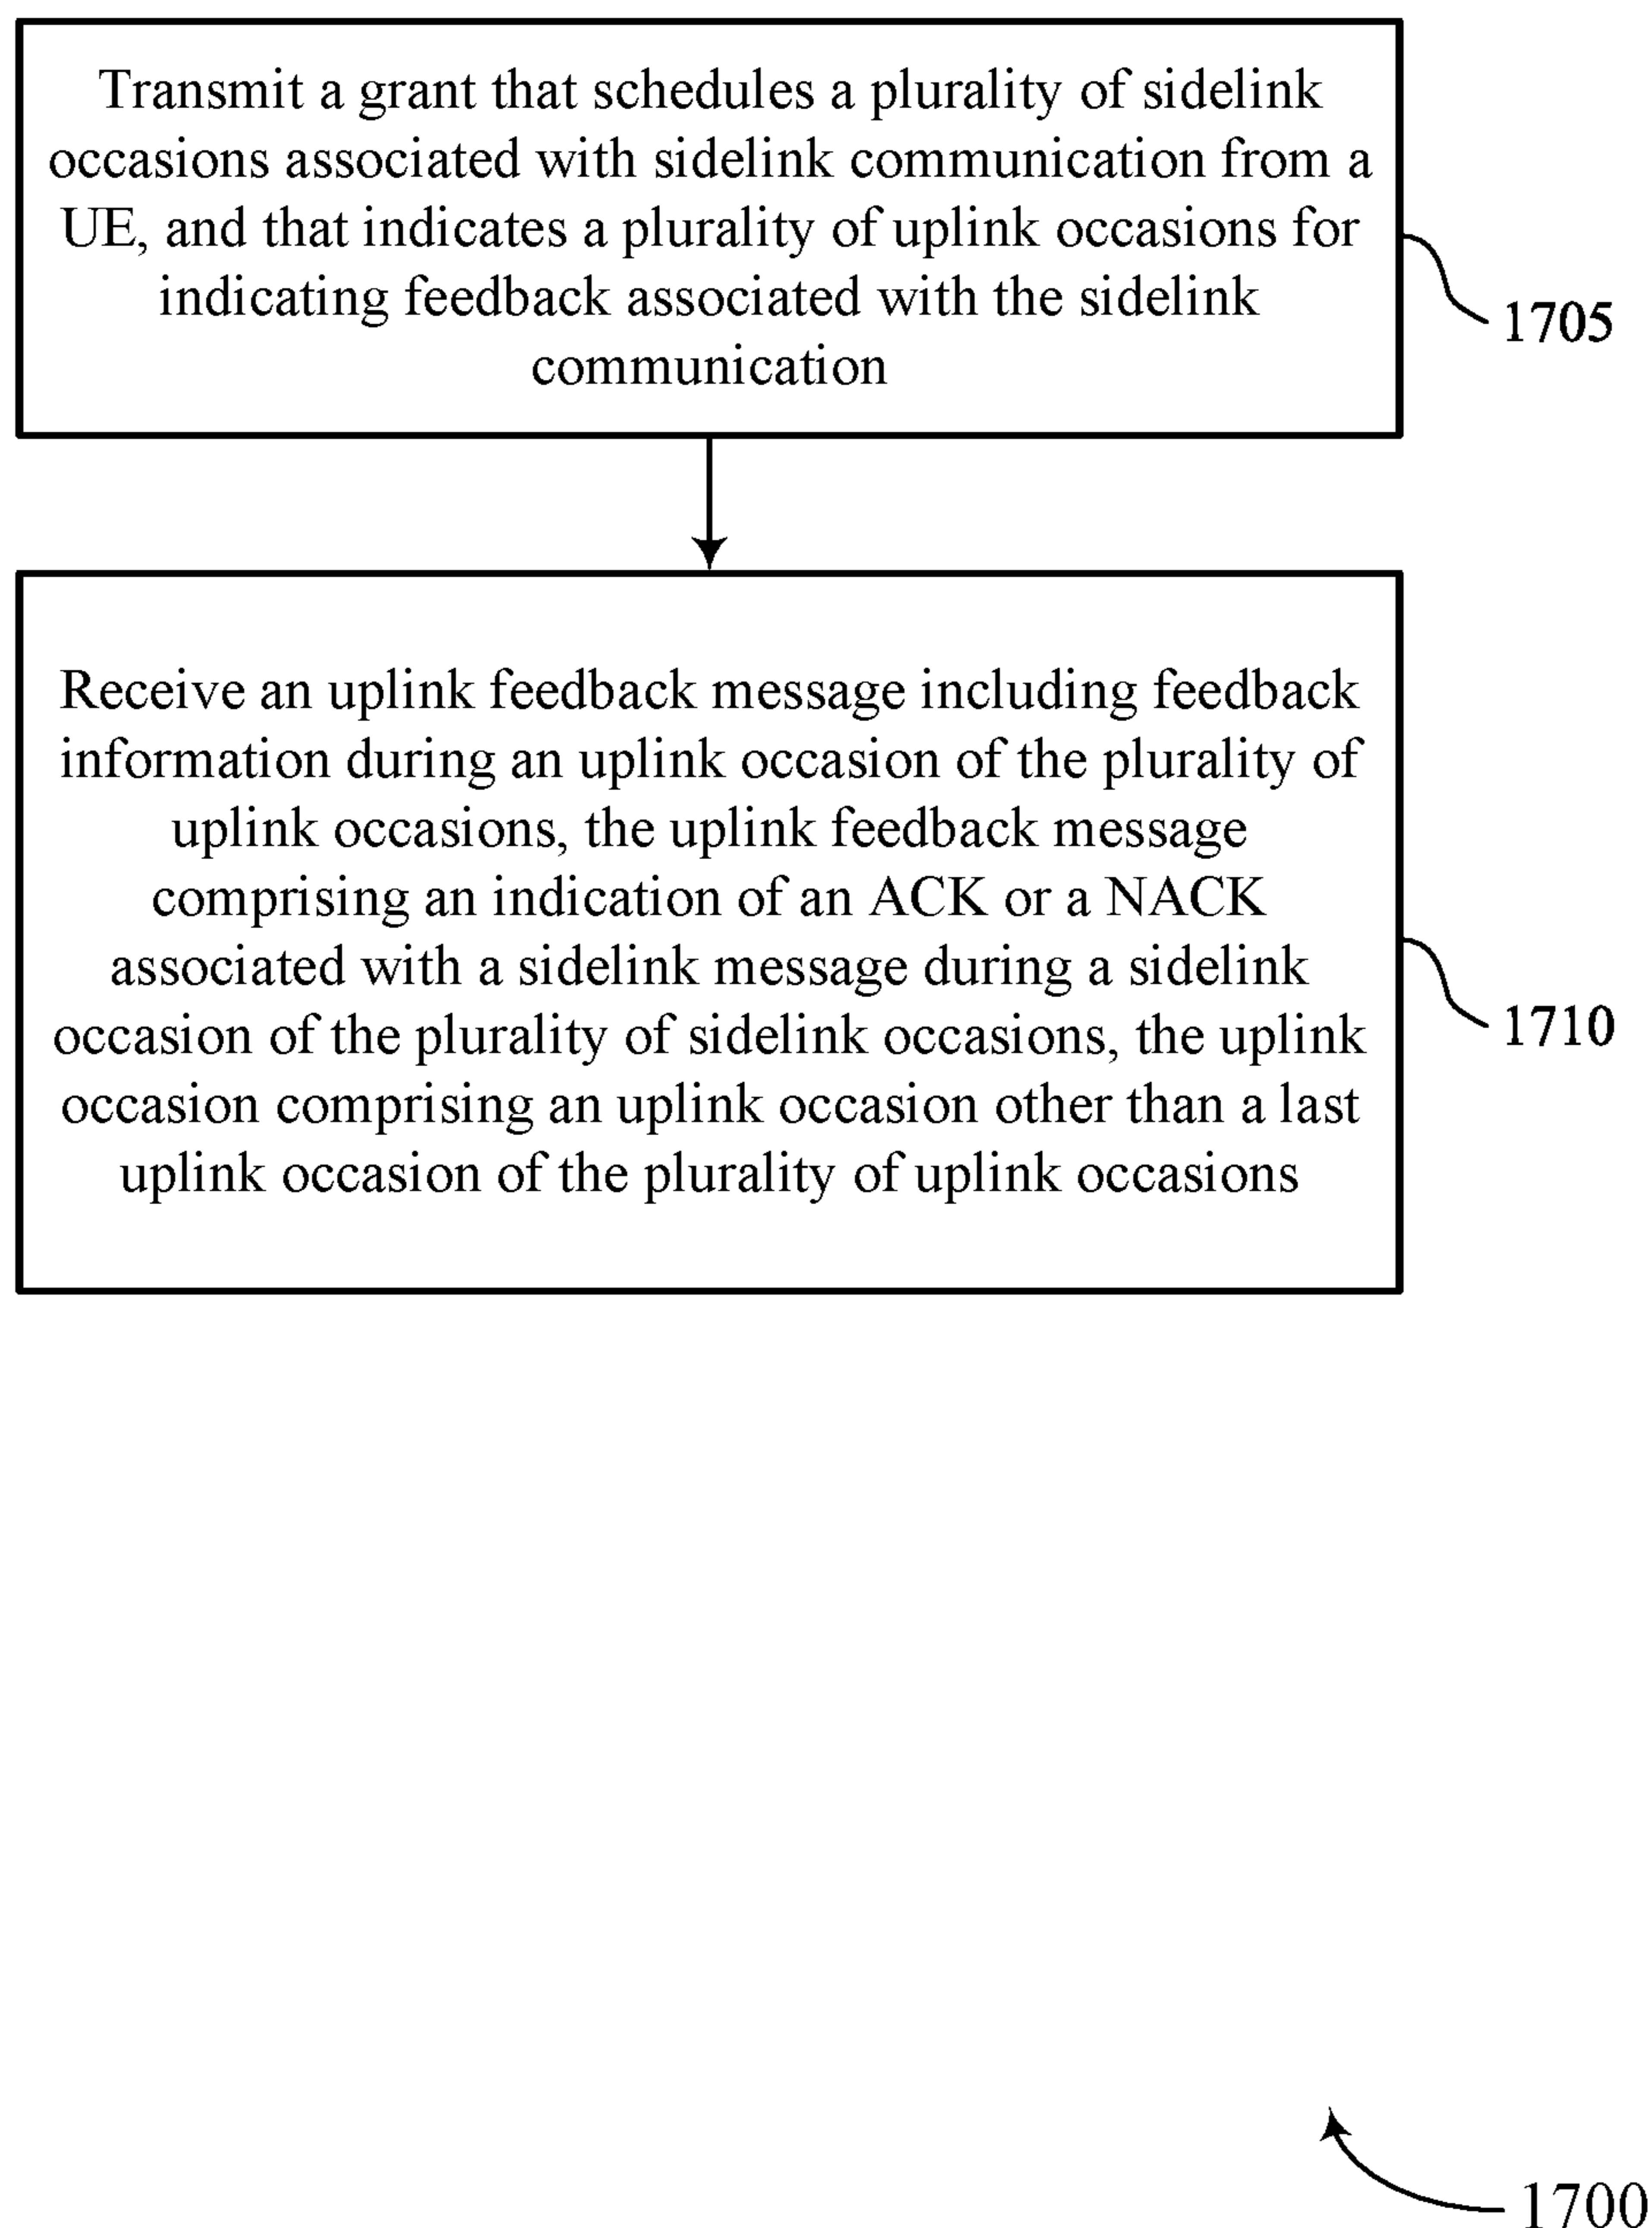 Transmit a grant that schedules a plurality of sidelink
occasions associated with sidelink communication from a
UE, and that indicates a plurality of uplink occasions for
indicating feedback associated with the sidelink
communication
1705
Receive an uplink feedback message including feedback
information during an uplink occasion of the plurality of
uplink occasions, the uplink feedback message
comprising an indication of an ACK or a NACK
associated with a sidelink message during a sidelink
occasion of the plurality of sidelink occasions, the uplink
occasion comprising an uplink occasion other than a last
uplink occasion of the plurality of uplink occasions
1710
1700